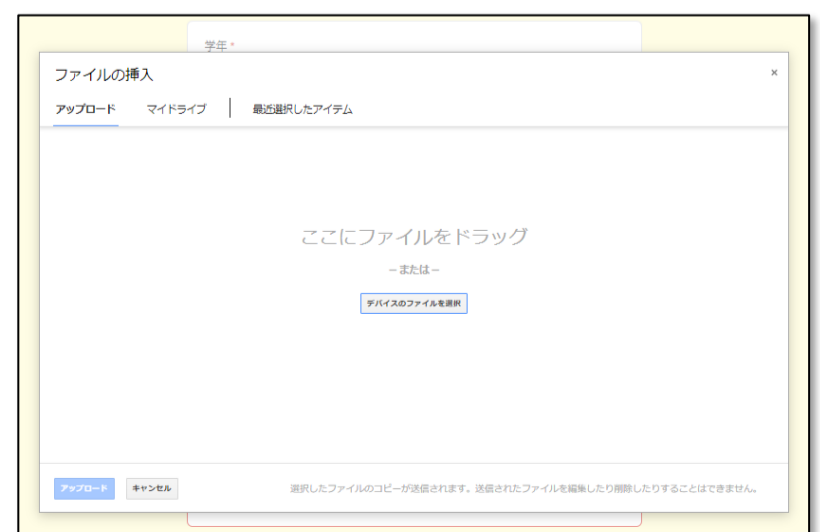 学年 *
ファイルの挿入 ×
アップロード マイドライブ 最近選択したアイテム
ここにファイルをドラッグ
– または –
デバイスのファイルを選択
アップロード キャンセル 選択したファイルのコピーが送信されます。送信されたファイルを編集したり削除したりすることはできません。